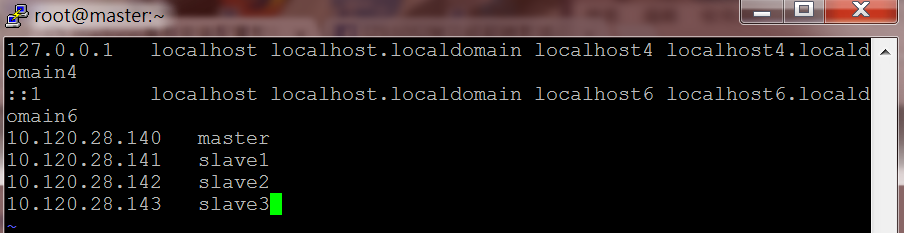 root@master:~
127.0.0.1   localhost localhost.localdomain localhost4 localhost4.locald
omain4
::1         localhost localhost.localdomain localhost6 localhost6.locald
omain6
10.120.28.140   master
10.120.28.141   slave1
10.120.28.142   slave2
10.120.28.143   slave3
~